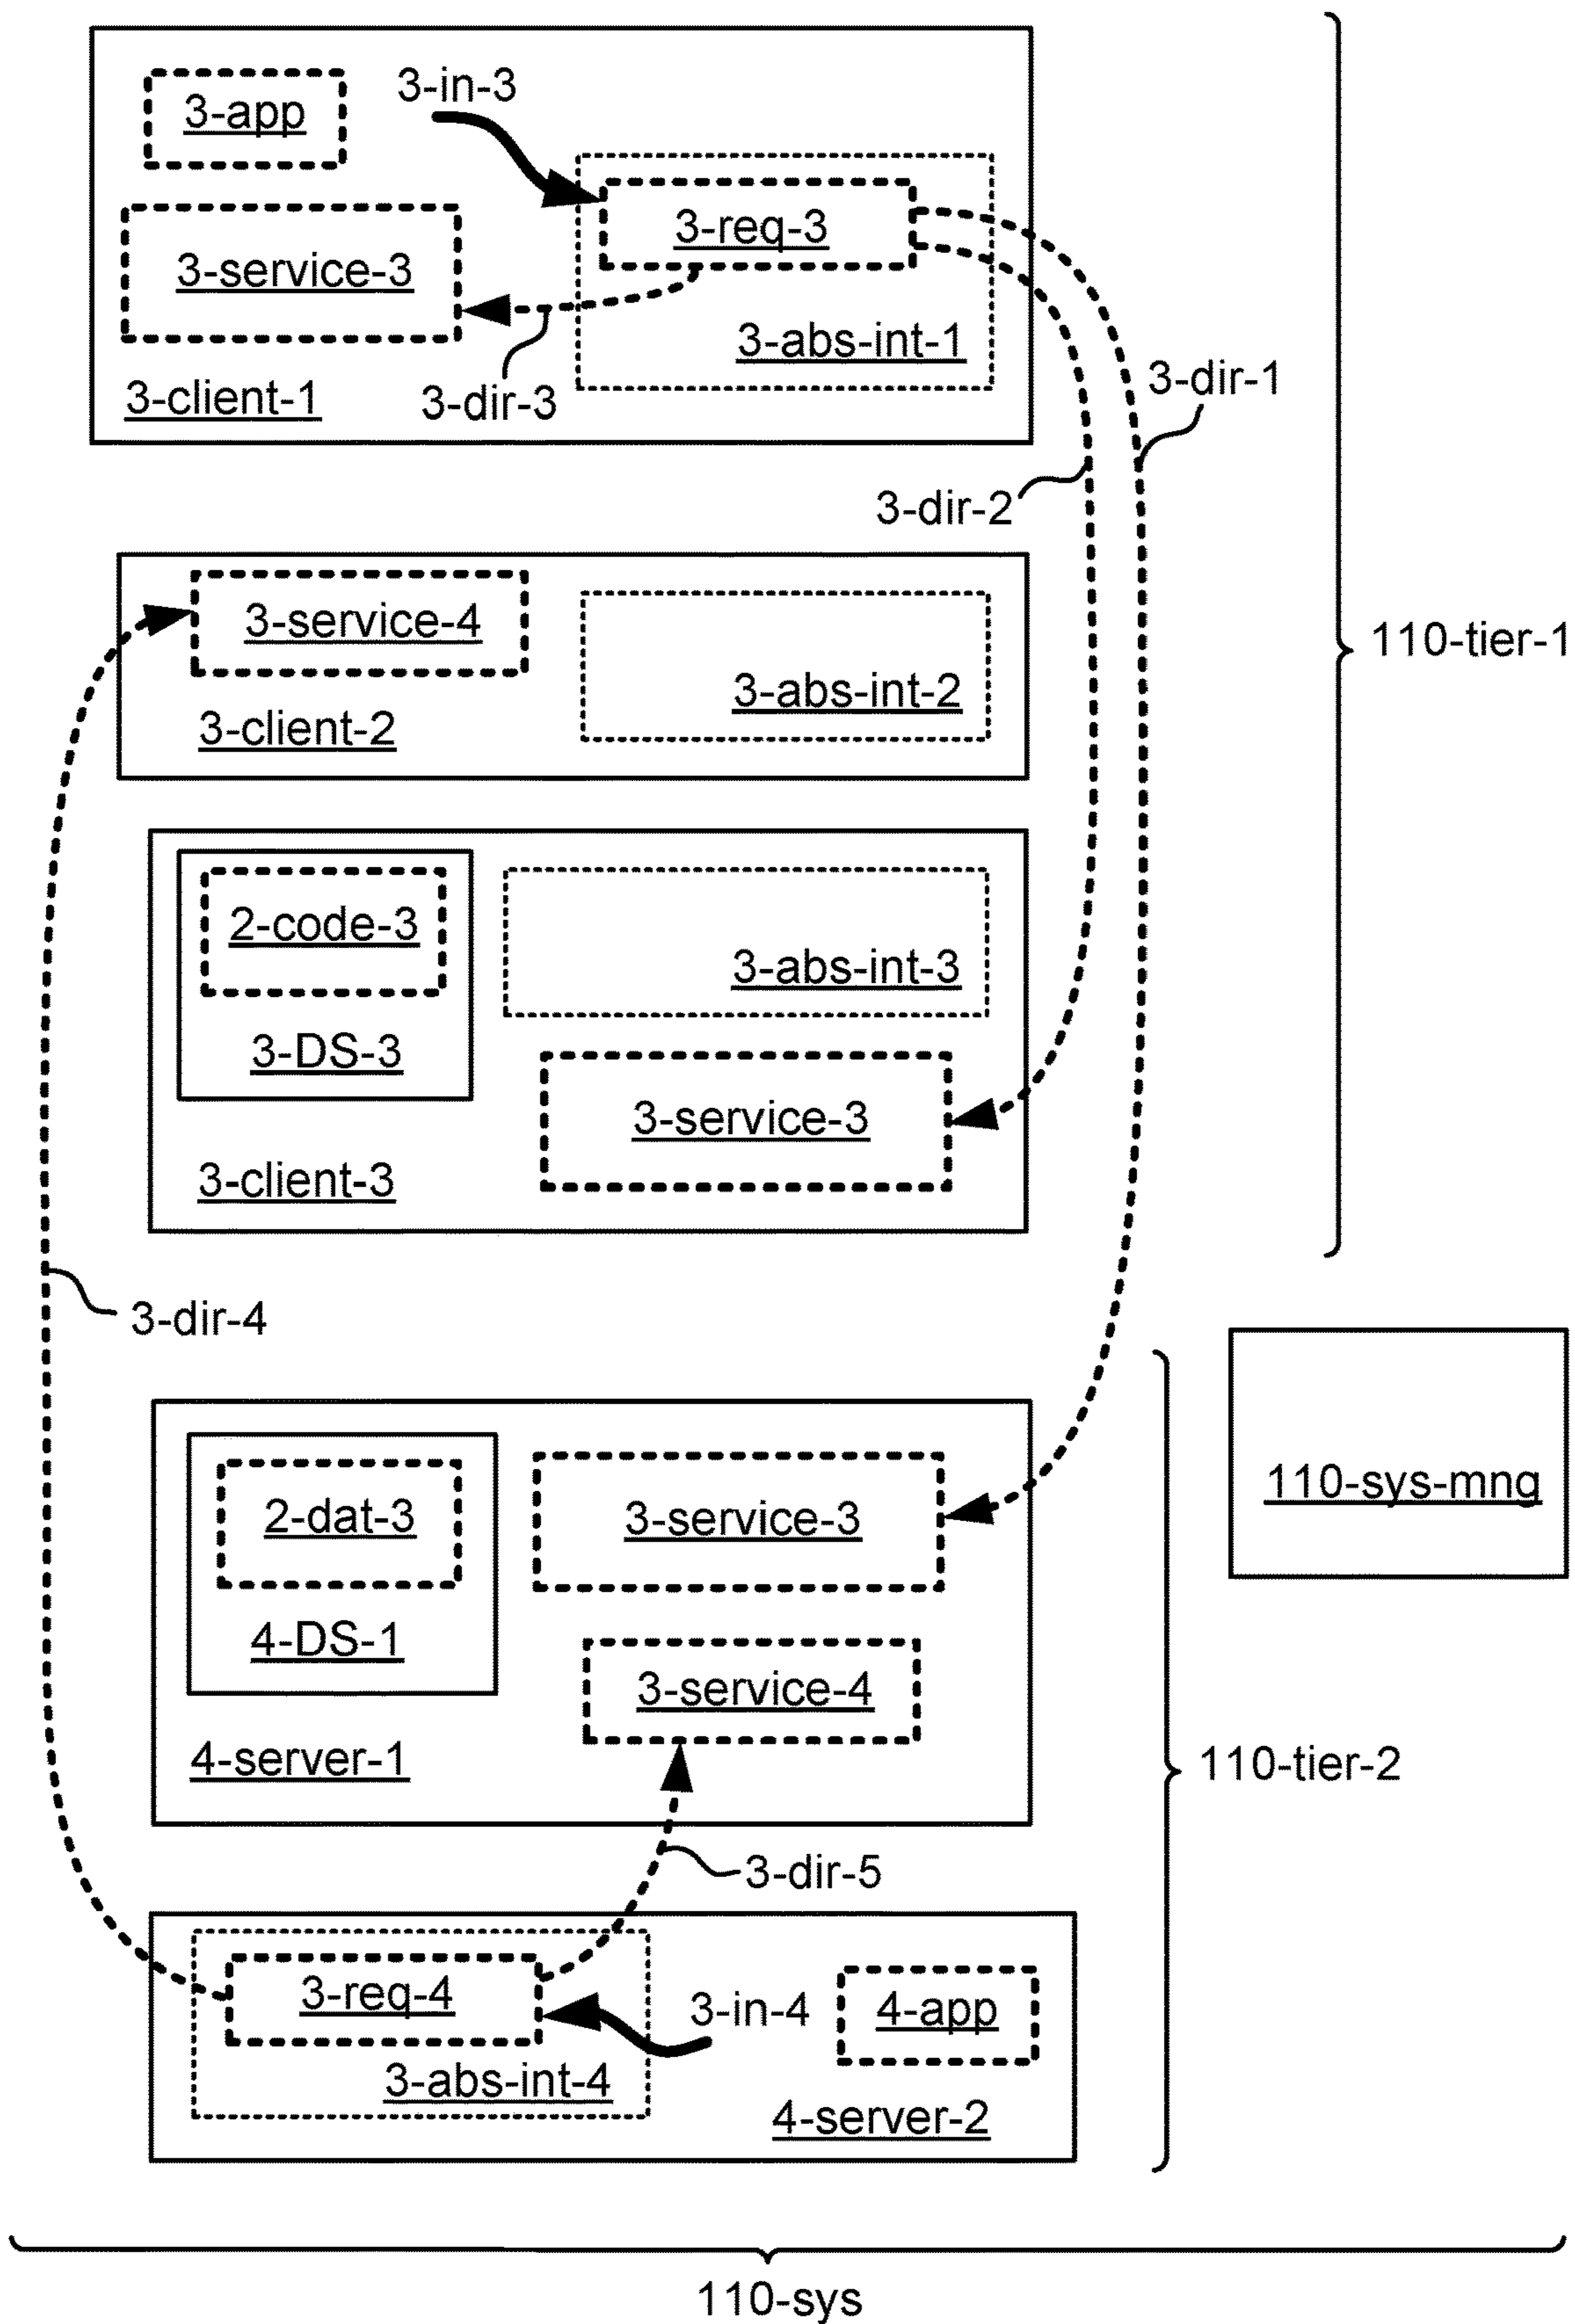 3-in-3
3-app
3-req-3
3-service-3
3-abs-int-1
3-client-1
3-dir-3
3-dir-1
3-dir-2
3-service-4
110-tier-1
3-abs-int-2
3-client-2
2-code-3
3-abs-int-3
3-DS-3
3-service-3
3-client-3
3-dir-4
110-sys-mng
2-dat-3
3-service-3
4-DS-1
3-service-4
4-server-1
110-tier-2
3-dir-5
3-req-4
3-in-4
4-app
3-abs-int-4
4-server-2
110-sys